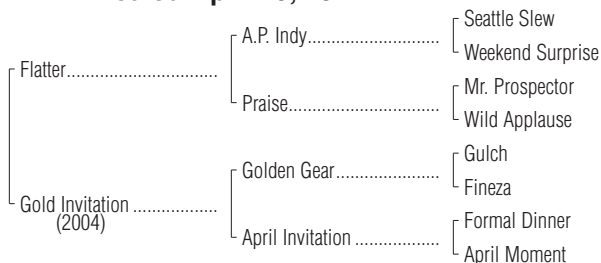 Seattle Slew
A.P. Indy
Weekend Surprise
Flatter
Mr. Prospector
Praise
Wild Applause
Gulch
Golden Gear
Fineza
Gold Invitation
(2004)
Formal Dinner
April Invitation
April Moment